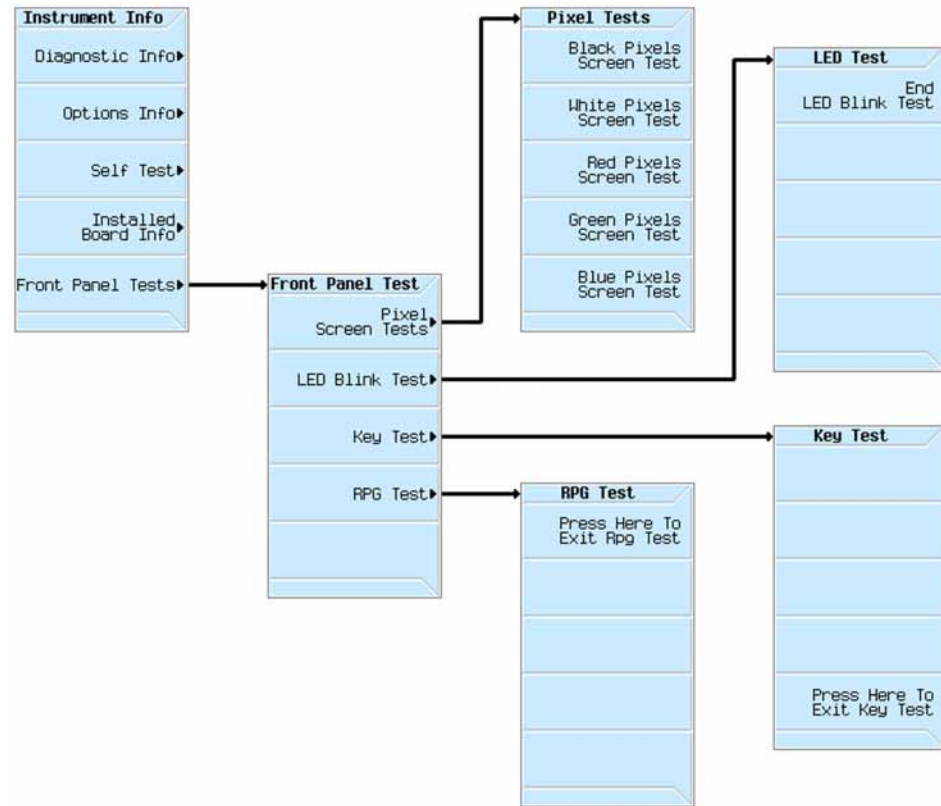 Instrument Info
Diagnostic Info
Options Info
Self Test
Installed
Board Info
Front Panel Tests
Front Panel Test
Pixel
Screen Tests
LED Blink Test
Key Test
RPG Test
Pixel Tests
Black Pixels
Screen Test
White Pixels
Screen Test
Red Pixels
Screen Test
Green Pixels
Screen Test
Blue Pixels
Screen Test
LED Test
End
LED Blink Test
Key Test
Press Here To
Exit Key Test
RPG Test
Press Here To
Exit Rpg Test